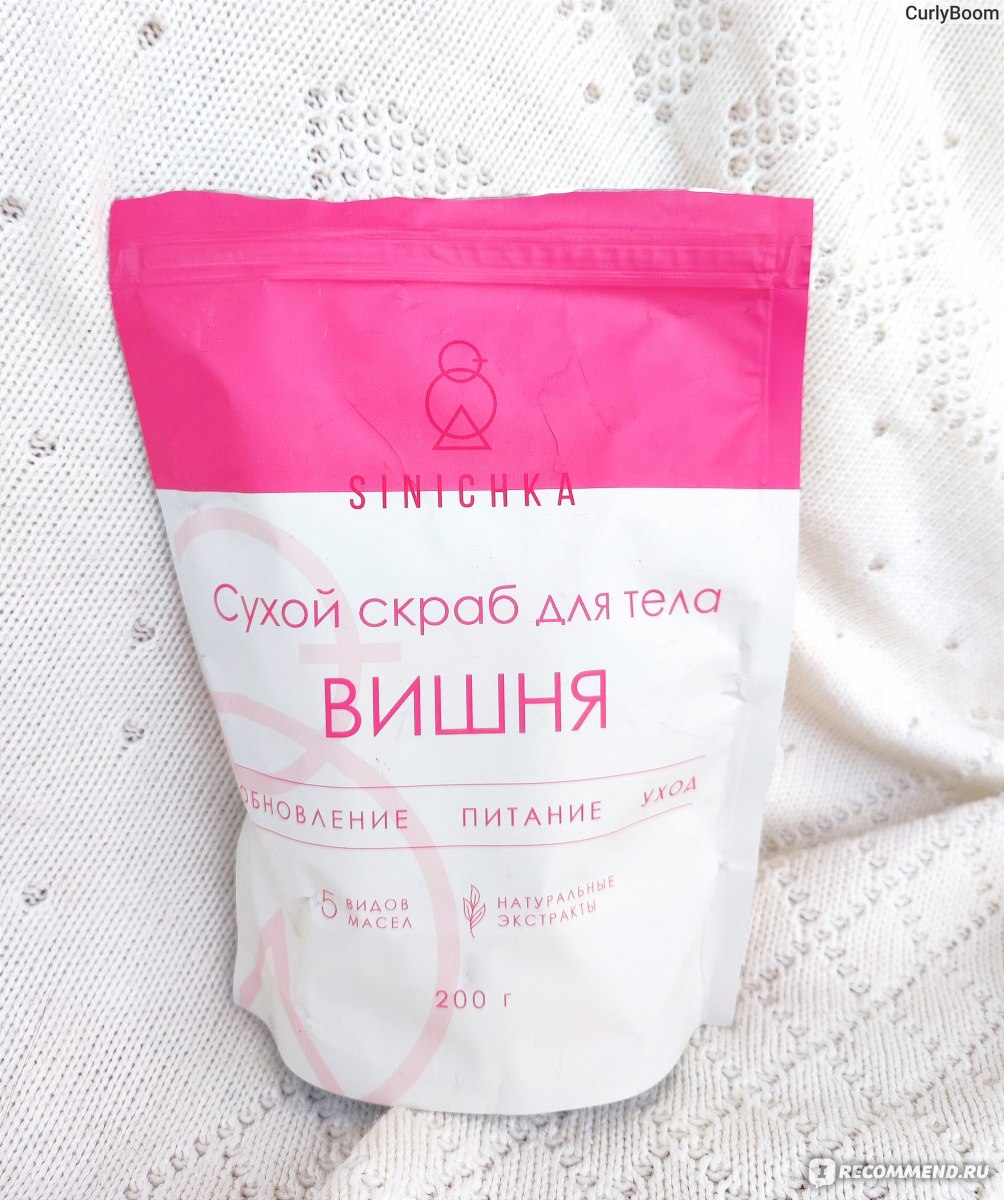 CurlyBoom
SINICHKA
Сухой скраб для тела
ВИШНЯ
ОБНОВЛЕНИЕ ПИТАНИЕ УХОД
5 ВИДОВ
МАСЕЛ
НАТУРАЛЬНЫЕ
ЭКСТРАКТЫ
200 г
I RECOMMEND.RU